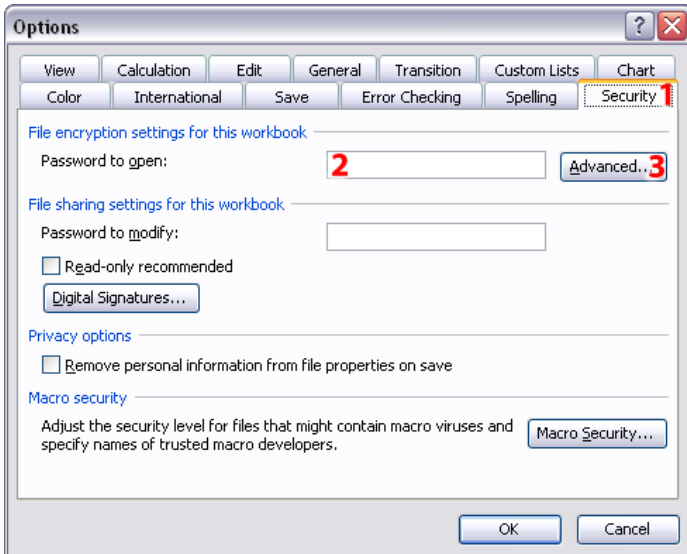 Options
View Calculation Edit General Transition Custom Lists Chart
Color International Save Error Checking Spelling Security 1
File encryption settings for this workbook
Password to open: 2 Advanced... 3
File sharing settings for this workbook
Password to modify:
Read-only recommended
Digital Signatures...
Privacy options
Remove personal information from file properties on save
Macro security
Adjust the security level for files that might contain macro viruses and
specify names of trusted macro developers.
Macro Security...
OK Cancel